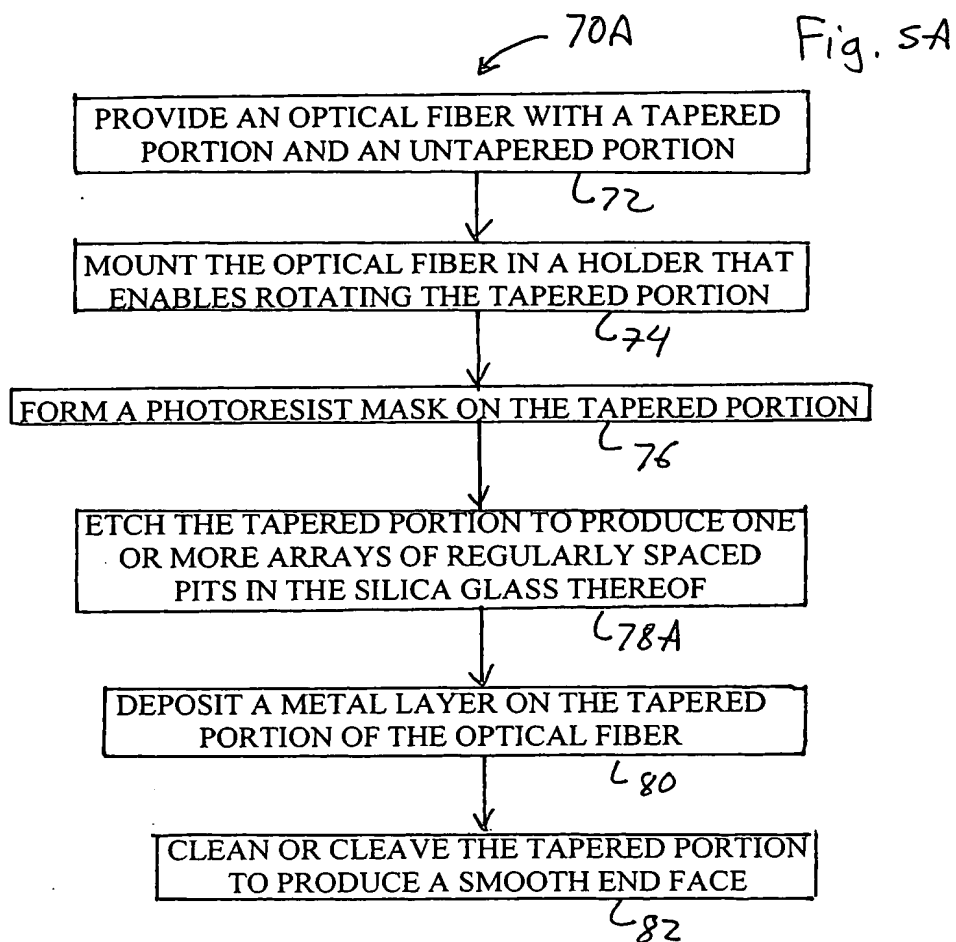 70A
Fig. 5A
PROVIDE AN OPTICAL FIBER WITH A TAPERED
PORTION AND AN UNTAPERED PORTION
72
MOUNT THE OPTICAL FIBER IN A HOLDER THAT
ENABLES ROTATING THE TAPERED PORTION
74
FORM A PHOTORESIST MASK ON THE TAPERED PORTION
76
ETCH THE TAPERED PORTION TO PRODUCE ONE
OR MORE ARRAYS OF REGULARLY SPACED
PITS IN THE SILICA GLASS THEREOF
78A
DEPOSIT A METAL LAYER ON THE TAPERED
PORTION OF THE OPTICAL FIBER
80
CLEAN OR CLEAVE THE TAPERED PORTION
TO PRODUCE A SMOOTH END FACE
82